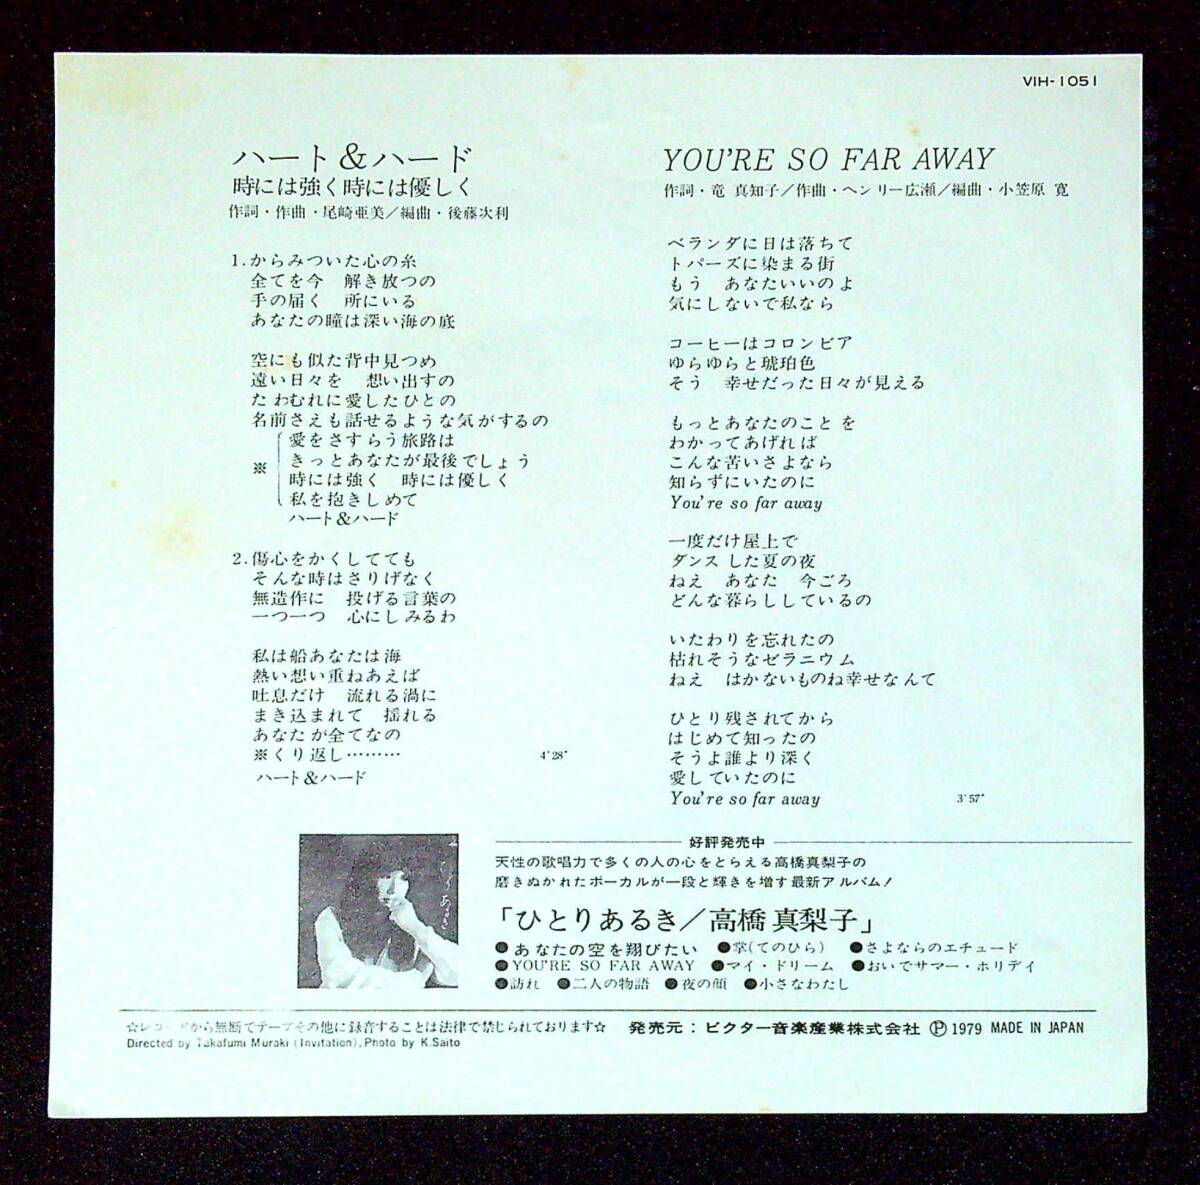 VIH-1051
ハート&ハード
時には強く時には優しく
作詞・作曲・尾崎亜美/編曲・後藤次利
1.からみついた心の糸
全てを今 解き放つの
手の届く 所にいる
あなたの瞳は深い海の底
空にも似た背中見つめ
遠い日々を 想い出すの
たわむれに愛したひとの
名前さえも話せるような気がするの
※
愛をさすらう旅路は
きっとあなたが最後でしょう
時には強く 時には優しく
私を抱きしめて
ハート&ハード
2.傷心をかくしてても
そんな時はさりげなく
無造作に 投げる言葉の
一つ一つ 心にしみるわ
私は船あなたは海
熱い想い重ねあえば
吐息だけ 流れる渦に
まき込まれて 揺れる
あなたが全てなの
※くり返し………
ハート&ハード
4'28"
YOU'RE SO FAR AWAY
作詞・竜 真知子/作曲・ヘンリー広瀬/編曲・小笠原 寛
ベランダに日は落ちて
トパーズに染まる街
もう あなたいいのよ
気にしないで私なら
コーヒーはコロンビア
ゆらゆらと琥珀色
そう 幸せだった日々が見える
もっとあなたのことを
わかってあげれば
こんな苦いさよなら
知らずにいたのに
You're so far away
一度だけ屋上で
ダンスした夏の夜
ねえ あなた 今ごろ
どんな暮らししているの
いたわりを忘れたの
枯れそうなゼラニウム
ねえ はかないものね幸せなんて
ひとり残されてから
はじめて知ったの
そうよ誰より深く
愛していたのに
You're so far away
3'57"
好評発売中
天性の歌唱力で多くの人の心をとらえる高橋真梨子の
磨きぬかれたボーカルが一段と輝きを増す最新アルバム!
「ひとりあるき/高橋真梨子」
●あなたの空を翔びたい ●掌(てのひら) ●さよならのエチュード
●YOU'RE SO FAR AWAY ●マイ・ドリーム ●おいでサマー・ホリデイ
●訪れ ●二人の物語 ●夜の顔 ●小さなわたし
ひとりあるき
☆レコードから無断でテープその他に録音することは法律で禁じられております☆ 発売元:ビクター音楽産業株式会社 Ⓟ 1979 MADE IN JAPAN
Directed by Takafumi Muraki (Invitation), Photo by K.Saito